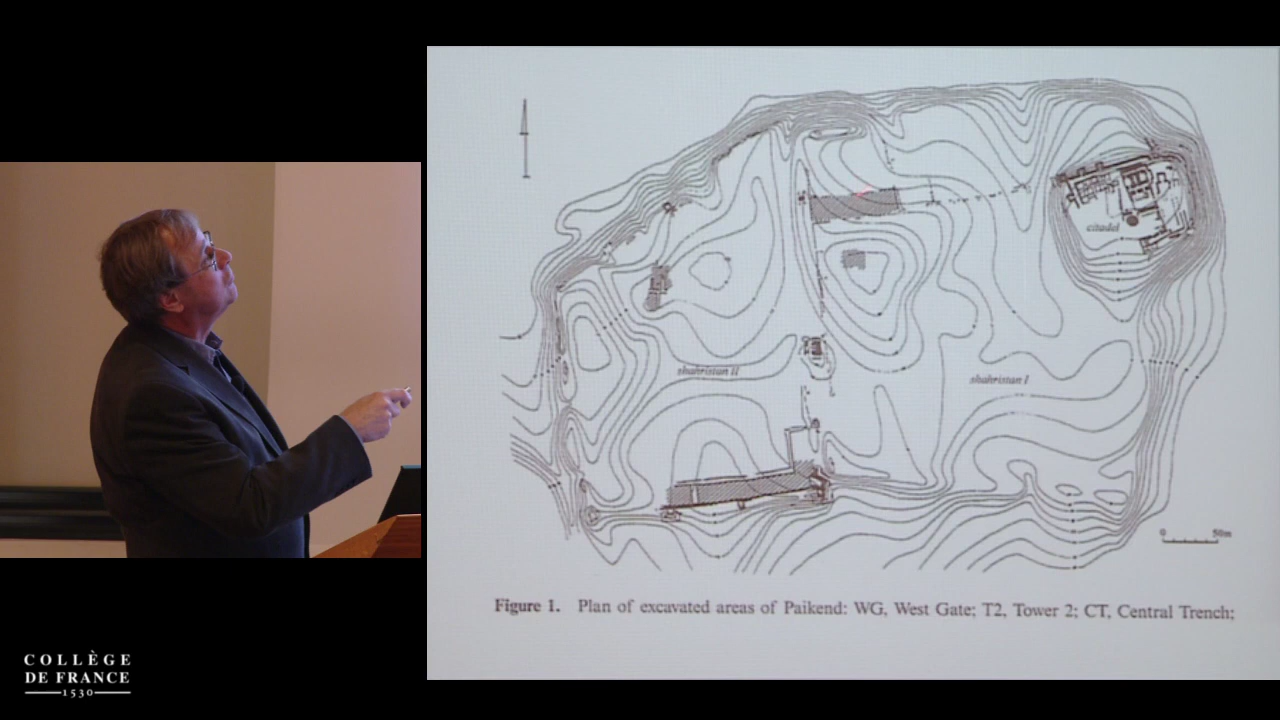 citadel
shahristan II
shahristan I
0 50m
Figure 1. Plan of excavated areas of Paikend: WG, West Gate; T2, Tower 2; CT, Central Trench;
COLLÈGE
DE FRANCE
1530